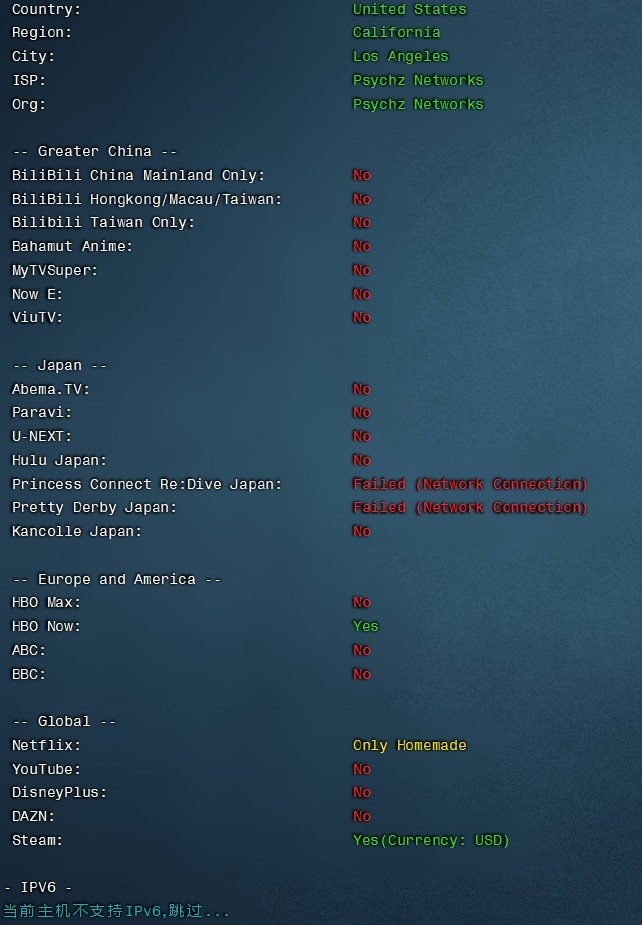 Country: United States
Region: California
City: Los Angeles
ISP: Psychz Networks
Org: Psychz Networks
-- Greater China --
BiliBili China Mainland Only: No
BiliBili Hongkong/Macau/Taiwan: No
Bilibili Taiwan Only: No
Bahamut Anime: No
MyTVSuper: No
Now E: No
ViuTV: No
-- Japan --
Abema.TV: No
Paravi: No
U-NEXT: No
Hulu Japan: No
Princess Connect Re:Dive Japan: Failed (Network Connection)
Pretty Derby Japan: Failed (Network Connection)
Kancolle Japan: No
-- Europe and America --
HBO Max: No
HBO Now: Yes
ABC: No
BBC: No
-- Global --
Netflix: Only Homemade
YouTube: No
DisneyPlus: No
DAZN: No
Steam: Yes(Currency: USD)
- IPV6 -
当前主机不支持IPv6,跳过...